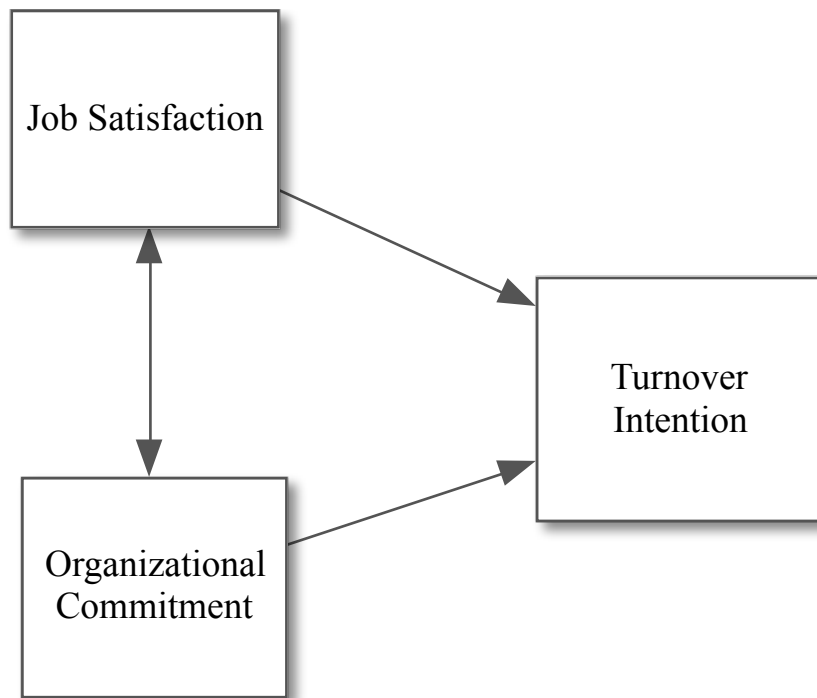 Job Satisfaction
Turnover
Intention
Organizational
Commitment